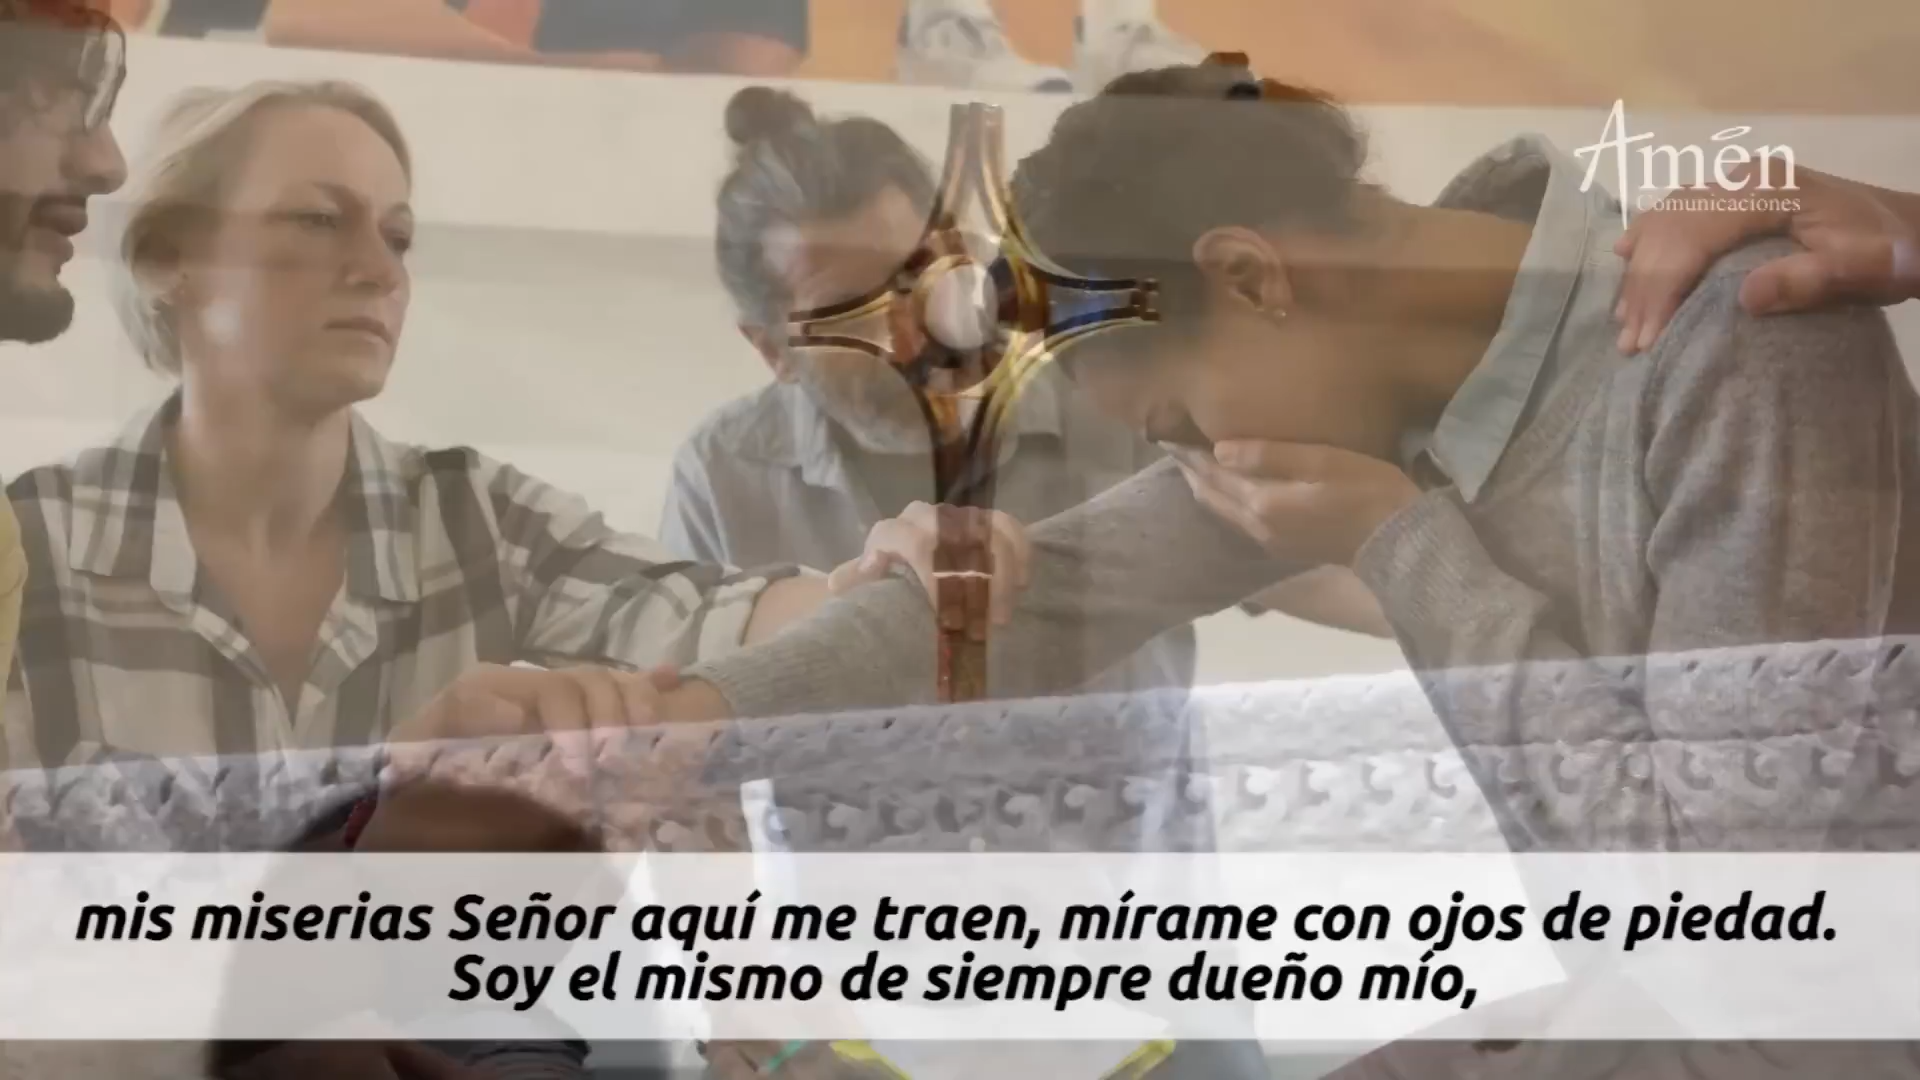 Amén
Comunicaciones
mis miserias Señor aquí me traen, mírame con ojos de piedad.
Soy el mismo de siempre dueño mío,